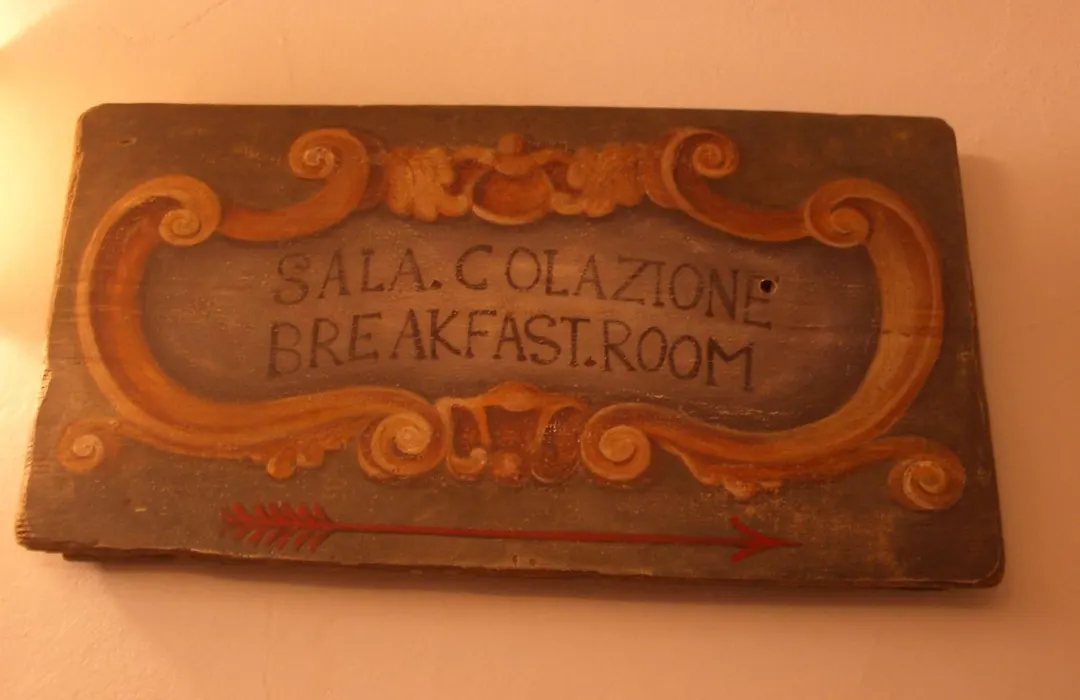 SALA. COLAZIONE
BREAKFAST. ROOM